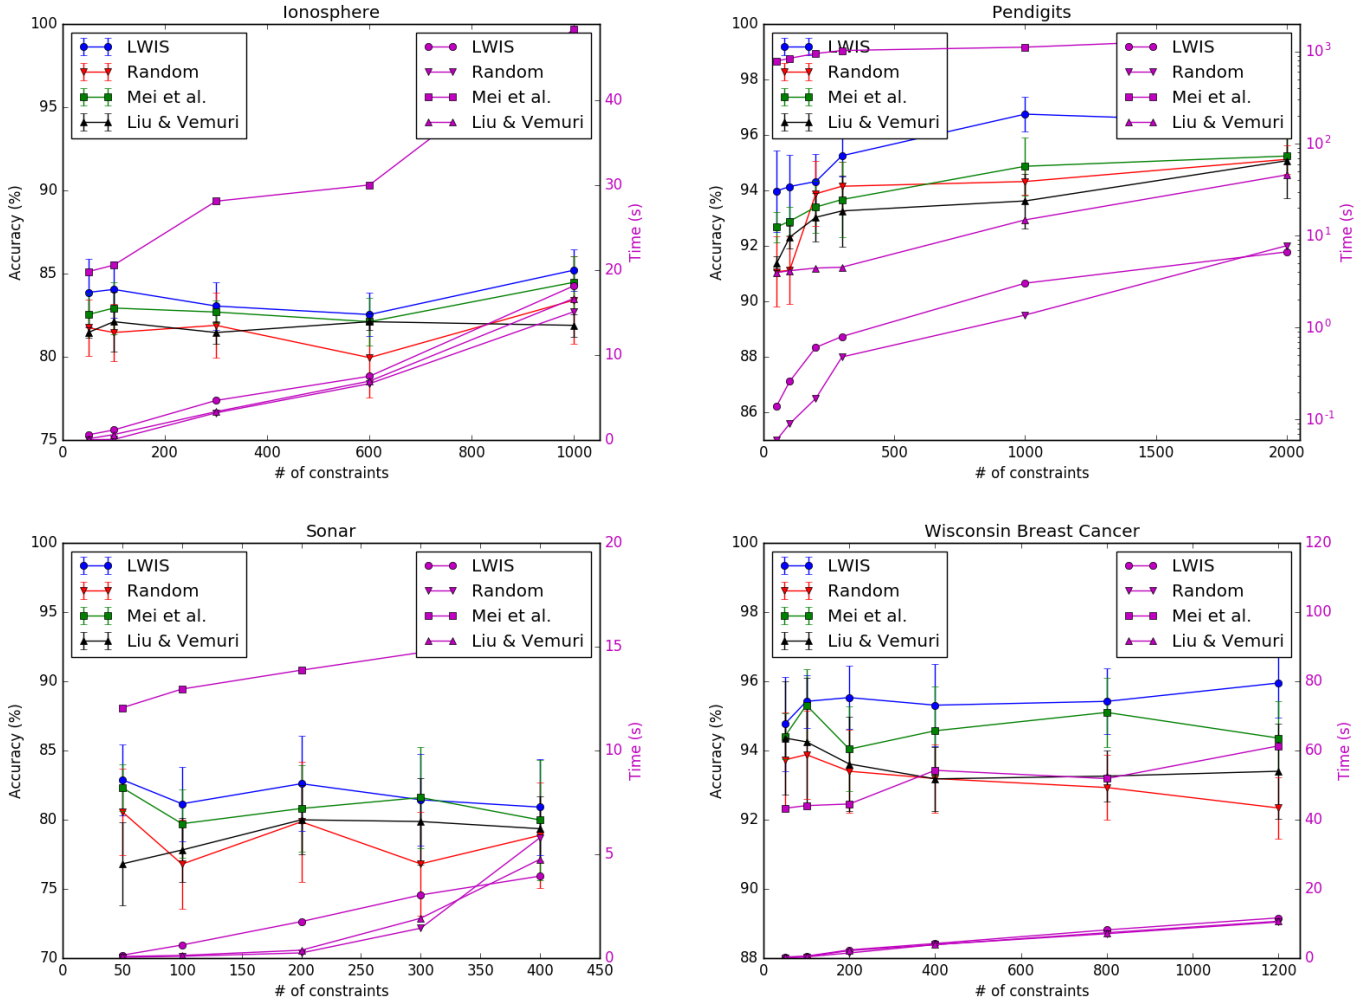 Ionosphere
100
95
90
85
80
75
Accuracy (%)
LWIS
Random
Mei et al.
Liu & Vemuri
LWIS
Random
Mei et al.
Liu & Vemuri
40
30
20
10
0
Time (s)
0 200 400 600 800 1000
# of constraints
Pendigits
100
98
96
94
92
90
88
86
Accuracy (%)
LWIS
Random
Mei et al.
Liu & Vemuri
LWIS
Random
Mei et al.
Liu & Vemuri
10³
10²
10¹
10⁰
10⁻¹
Time (s)
0 500 1000 1500 2000
# of constraints
Sonar
100
95
90
85
80
75
70
Accuracy (%)
LWIS
Random
Mei et al.
Liu & Vemuri
LWIS
Random
Mei et al.
Liu & Vemuri
20
15
10
5
0
Time (s)
0 50 100 150 200 250 300 350 400 450
# of constraints
Wisconsin Breast Cancer
100
98
96
94
92
90
88
Accuracy (%)
LWIS
Random
Mei et al.
Liu & Vemuri
LWIS
Random
Mei et al.
Liu & Vemuri
120
100
80
60
40
20
0
Time (s)
0 200 400 600 800 1000 1200
# of constraints